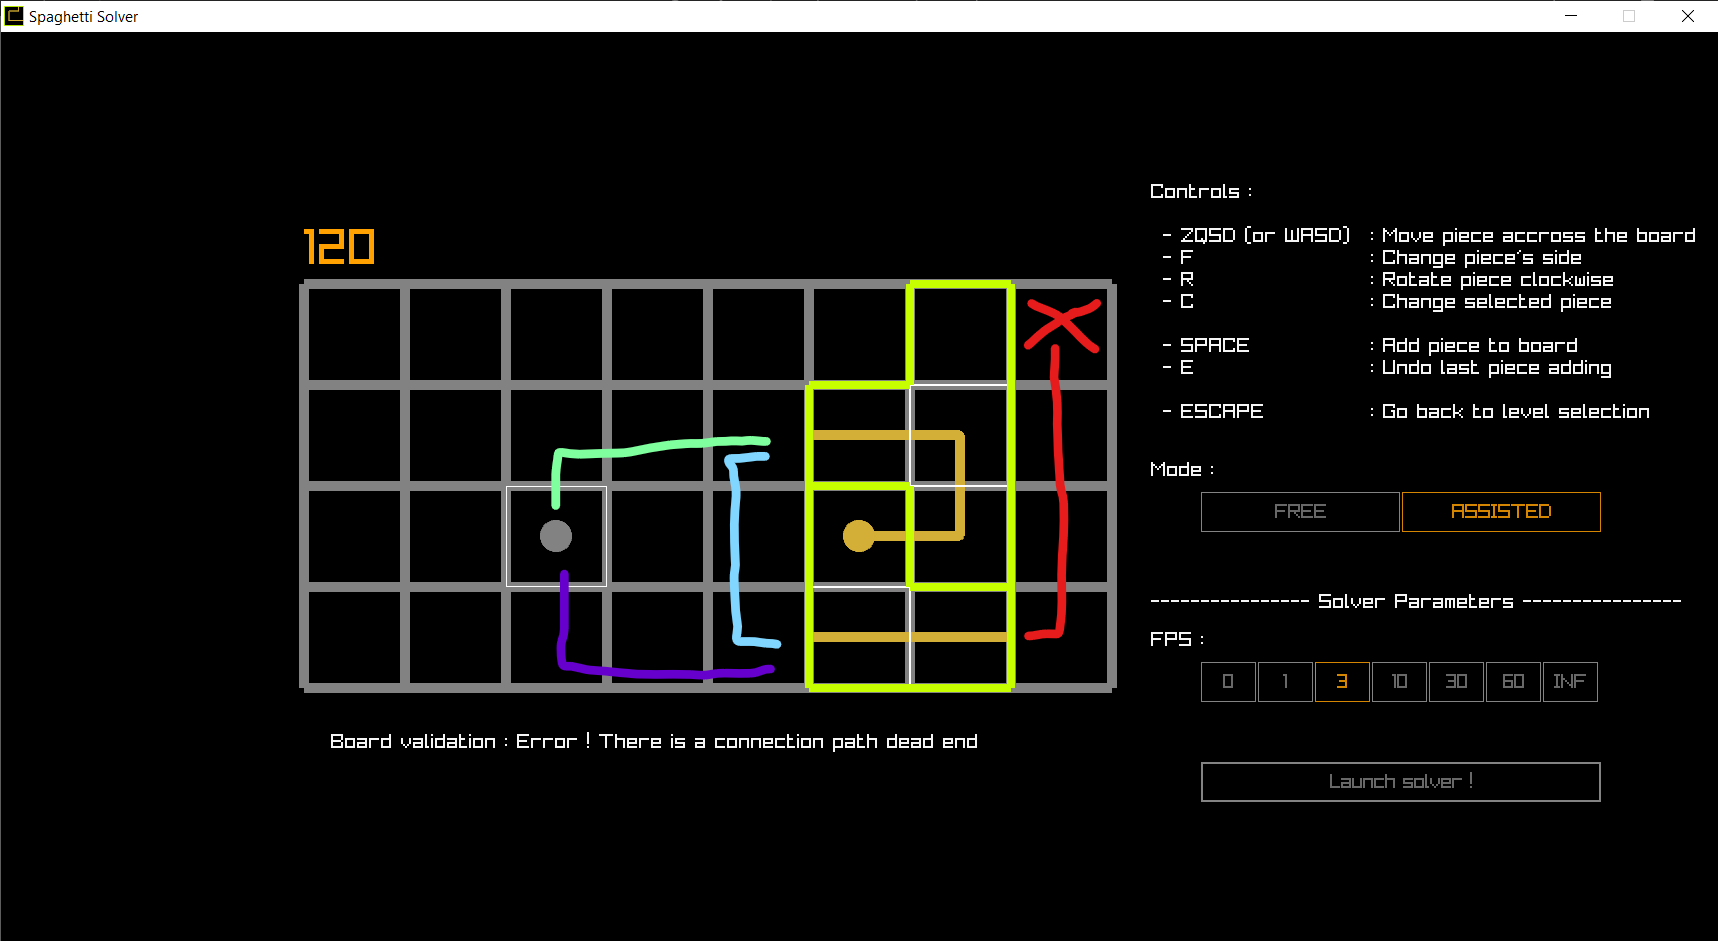 Spaghetti Solver
120
Controls :
- ZQSD (or WASD) : Move piece accross the board
- F : Change piece's side
- R : Rotate piece clockwise
- C : Change selected piece
- SPACE : Add piece to board
- E : Undo last piece adding
- ESCAPE : Go back to level selection
Mode :
FREE ASSISTED
---------------- Solver Parameters ----------------
FPS :
0 1 3 10 30 60 INF
Board validation : Error ! There is a connection path dead end
Launch solver !